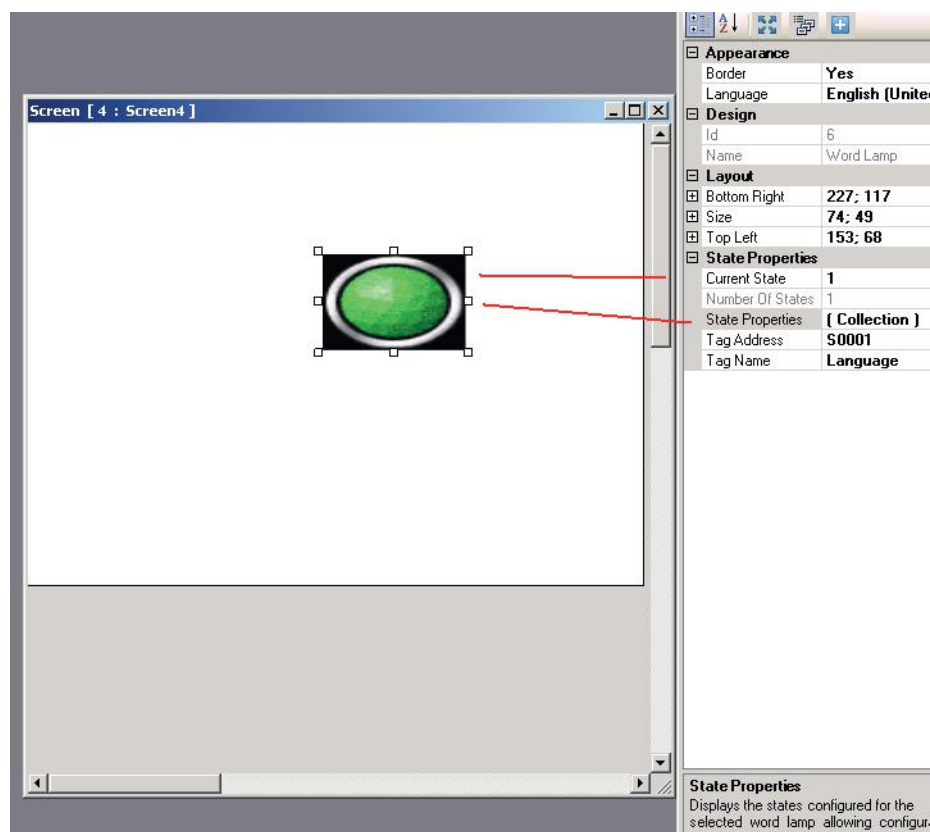 Screen [ 4 : Screen4 ]
Appearance
Border Yes
Language English (Unite
Design
Id 6
Name Word Lamp
Layout
Bottom Right 227; 117
Size 74; 49
Top Left 153; 68
State Properties
Current State 1
Number Of States 1
State Properties ( Collection )
Tag Address S0001
Tag Name Language
State Properties
Displays the states configured for the
selected word lamp allowing configur